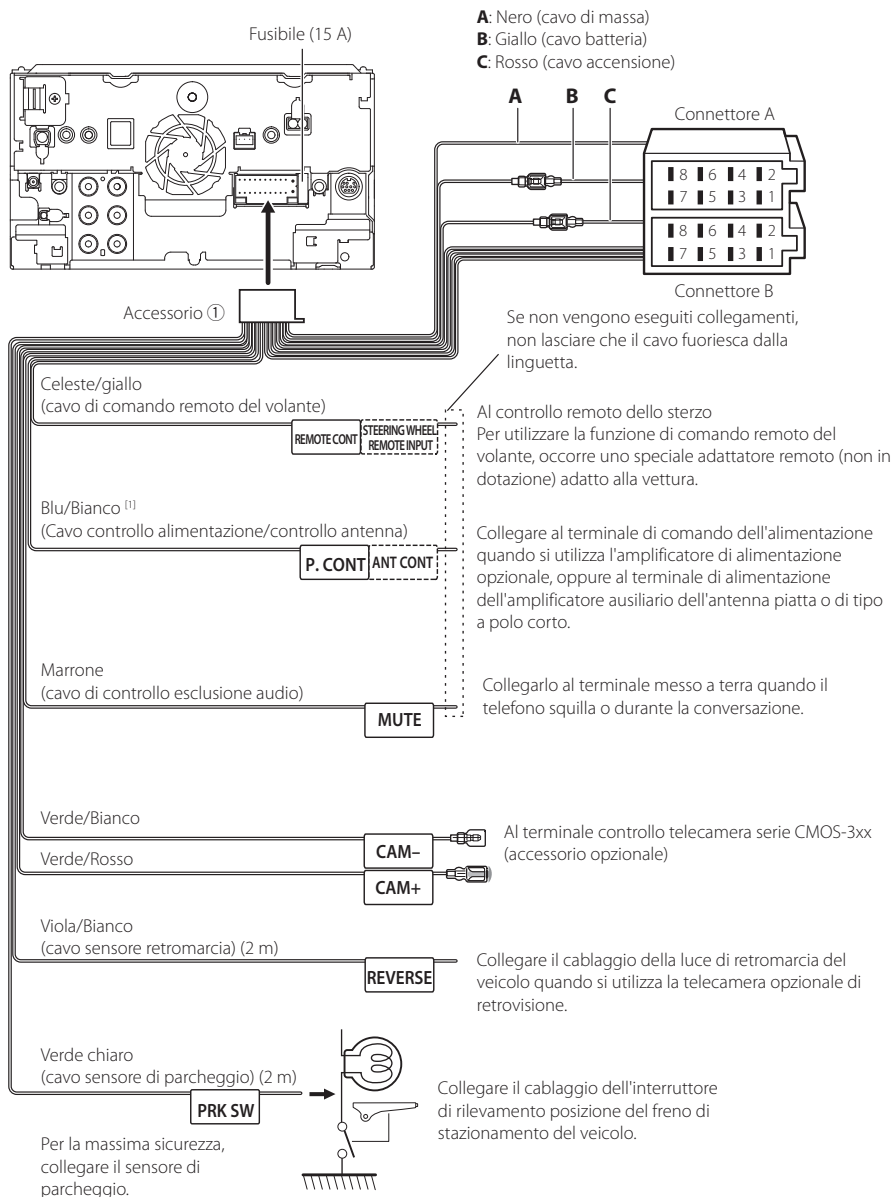 Fusibile (15 A)
A: Nero (cavo di massa)
B: Giallo (cavo batteria)
C: Rosso (cavo accensione)
A B C
Connettore A
8 6 4 2
7 5 3 1
8 6 4 2
7 5 3 1
Connettore B
Accessorio ①
Se non vengono eseguiti collegamenti,
non lasciare che il cavo fuoriesca dalla
linguetta.
Celeste/giallo
(cavo di comando remoto del volante)
REMOTE CONT
STEERING WHEEL
REMOTE INPUT
Al controllo remoto dello sterzo
Per utilizzare la funzione di comando remoto del
volante, occorre uno speciale adattatore remoto (non in
dotazione) adatto alla vettura.
Blu/Bianco [1]
(Cavo controllo alimentazione/controllo antenna)
P. CONT
ANT CONT
Collegare al terminale di comando dell'alimentazione
quando si utilizza l'amplificatore di alimentazione
opzionale, oppure al terminale di alimentazione
dell'amplificatore ausiliario dell'antenna piatta o di tipo
a polo corto.
Marrone
(cavo di controllo esclusione audio)
MUTE
Collegarlo al terminale messo a terra quando il
telefono squilla o durante la conversazione.
Verde/Bianco
CAM–
Verde/Rosso
CAM+
Al terminale controllo telecamera serie CMOS-3xx
(accessorio opzionale)
Viola/Bianco
(cavo sensore retromarcia) (2 m)
REVERSE
Collegare il cablaggio della luce di retromarcia del
veicolo quando si utilizza la telecamera opzionale di
retrovisione.
Verde chiaro
(cavo sensore di parcheggio) (2 m)
PRK SW
Collegare il cablaggio dell'interruttore
di rilevamento posizione del freno di
stazionamento del veicolo.
Per la massima sicurezza,
collegare il sensore di
parcheggio.